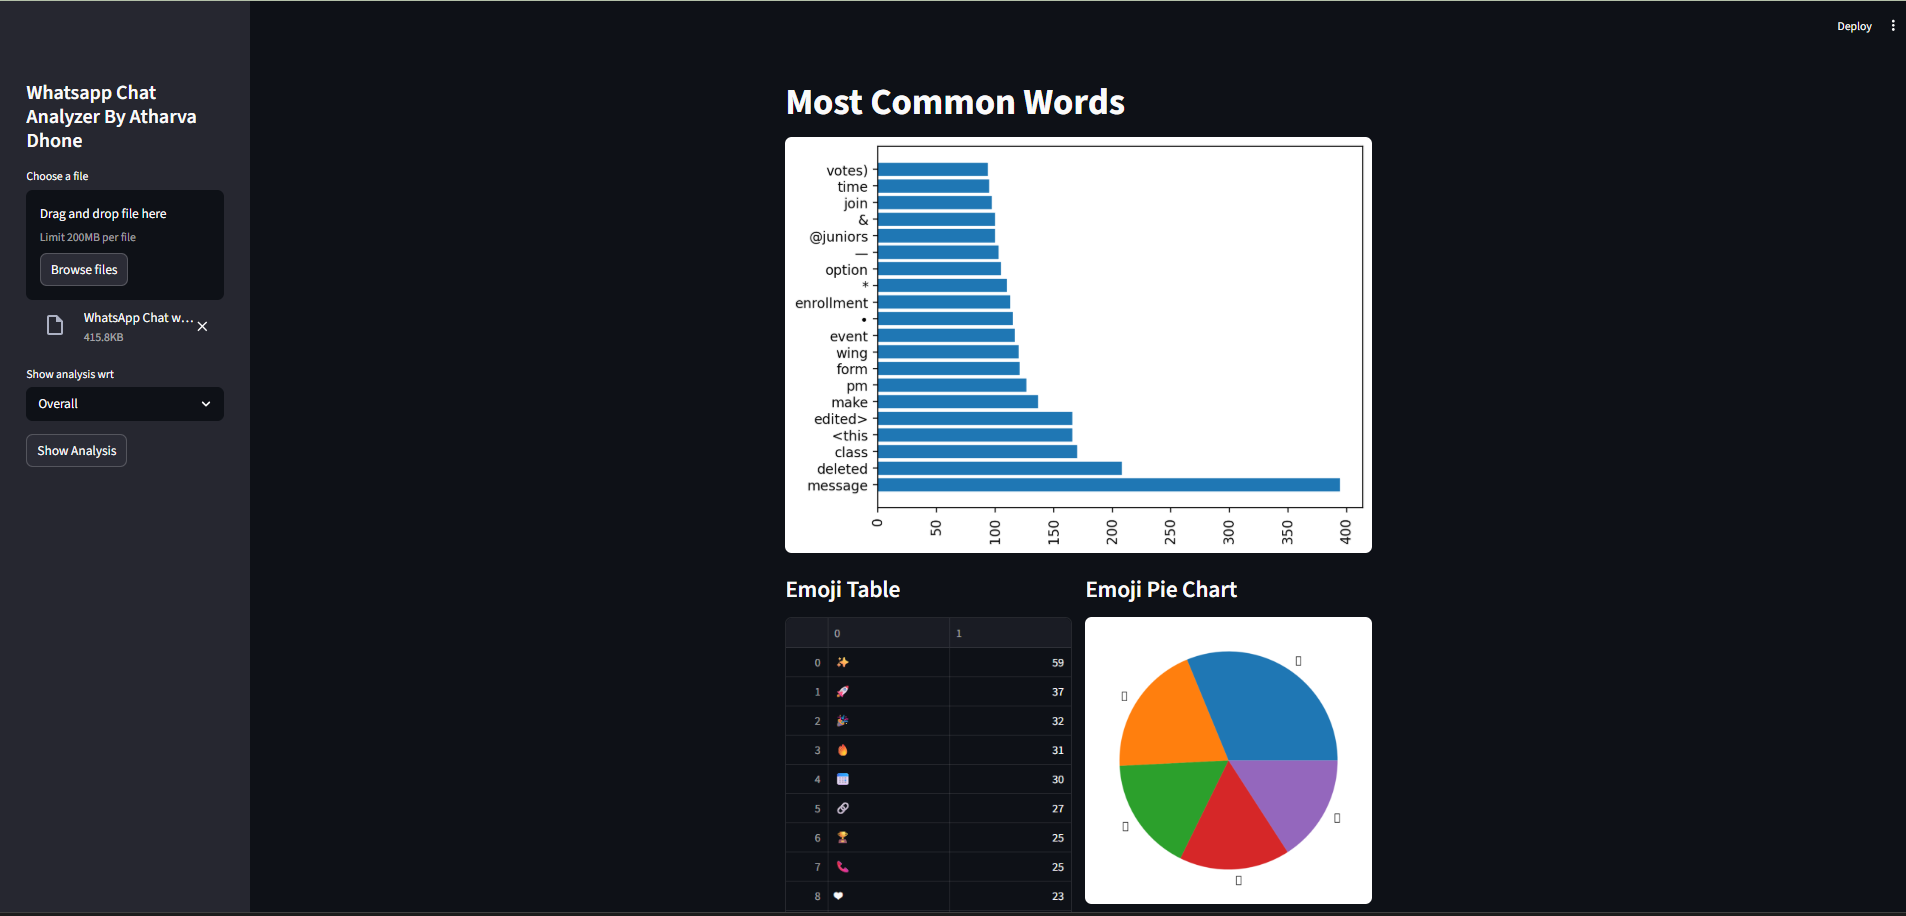 Deploy
Whatsapp Chat
Analyzer By Atharva
Dhone
Choose a file
Drag and drop file here
Limit 200MB per file
Browse files
WhatsApp Chat w...
415.8KB
Show analysis wrt
Overall
Show Analysis
Most Common Words
votes)
time
join
&
@juniors
—
option
*
enrollment
•
event
wing
form
pm
make
edited>
<this
class
deleted
message
0 50 100 150 200 250 300 350 400
Emoji Table
0 1
0 ✨ 59
1 🚀 37
2 🎉 32
3 🔥 31
4 🗓 30
5 🔗 27
6 🏆 25
7 📞 25
8 ❤ 23
Emoji Pie Chart